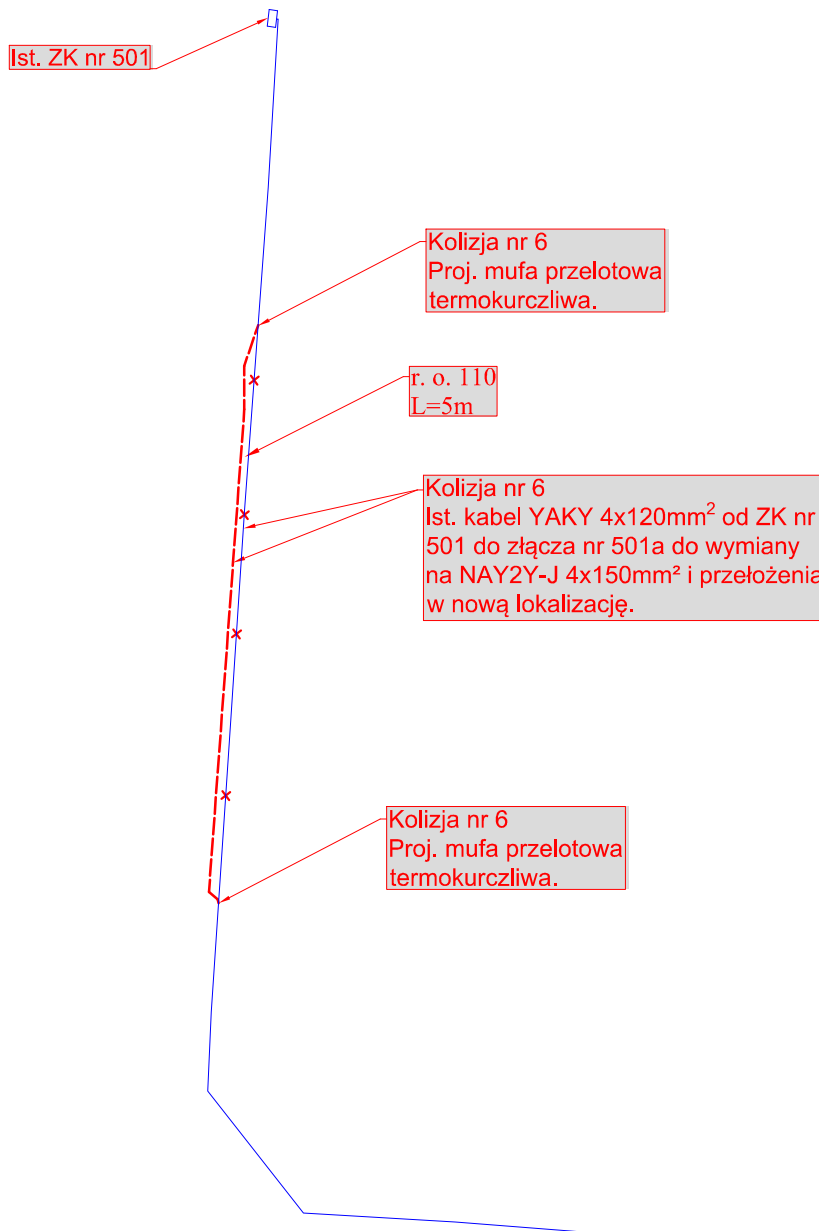 Ist. ZK nr 501
Kolizja nr 6
Proj. mufa przelotowa
termokurczliwa.
r. o. 110
L=5m
Kolizja nr 6
Ist. kabel YAKY 4x120mm² od ZK nr
501 do złącza nr 501a do wymiany
na NAY2Y-J 4x150mm² i przełożenia
w nową lokalizację.
Kolizja nr 6
Proj. mufa przelotowa
termokurczliwa.